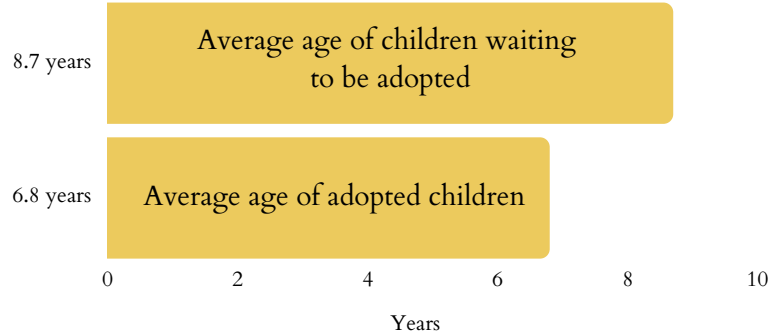 8.7 years
Average age of children waiting
to be adopted
6.8 years
Average age of adopted children
0 2 4 6 8 10
Years